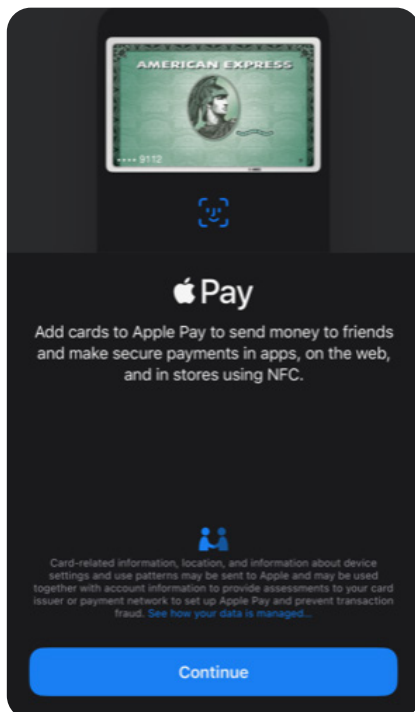 AMERICAN EXPRESS
•••• 9112
Pay
Add cards to Apple Pay to send money to friends
and make secure payments in apps, on the web,
and in stores using NFC.
Card-related information, location, and information about device
settings and use patterns may be sent to Apple and may be used
together with account information to provide assessments to your card
issuer or payment network to set up Apple Pay and prevent transaction
fraud. See how your data is managed...
Continue